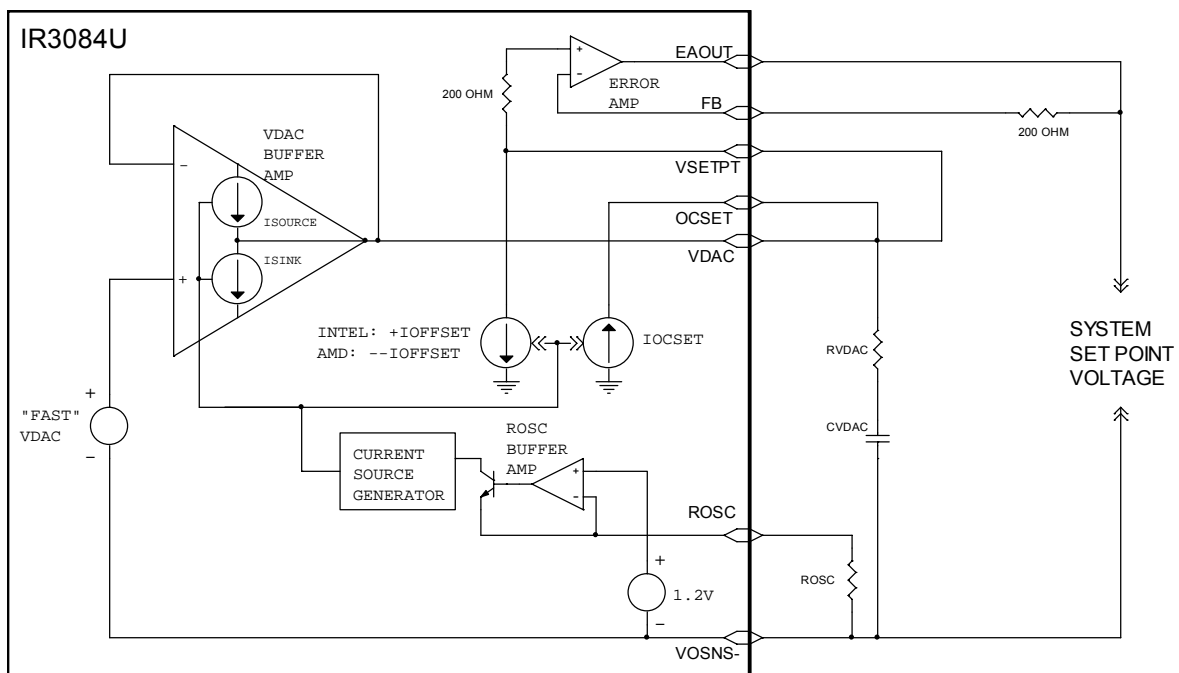 IR3084U
EAOUT
+
-
ERROR
AMP
200 OHM
FB
200 OHM
VDAC
BUFFER
AMP
-
VSETPT
ISOURCE
OCSET
VDAC
ISINK
+
INTEL: +IOFFSET
AMD: --IOFFSET
IOCSET
SYSTEM
SET POINT
VOLTAGE
RVDAC
+
"FAST"
VDAC
-
CVDAC
ROSC
BUFFER
AMP
CURRENT
SOURCE
GENERATOR
+
-
ROSC
+
1.2V
-
ROSC
VOSNS-